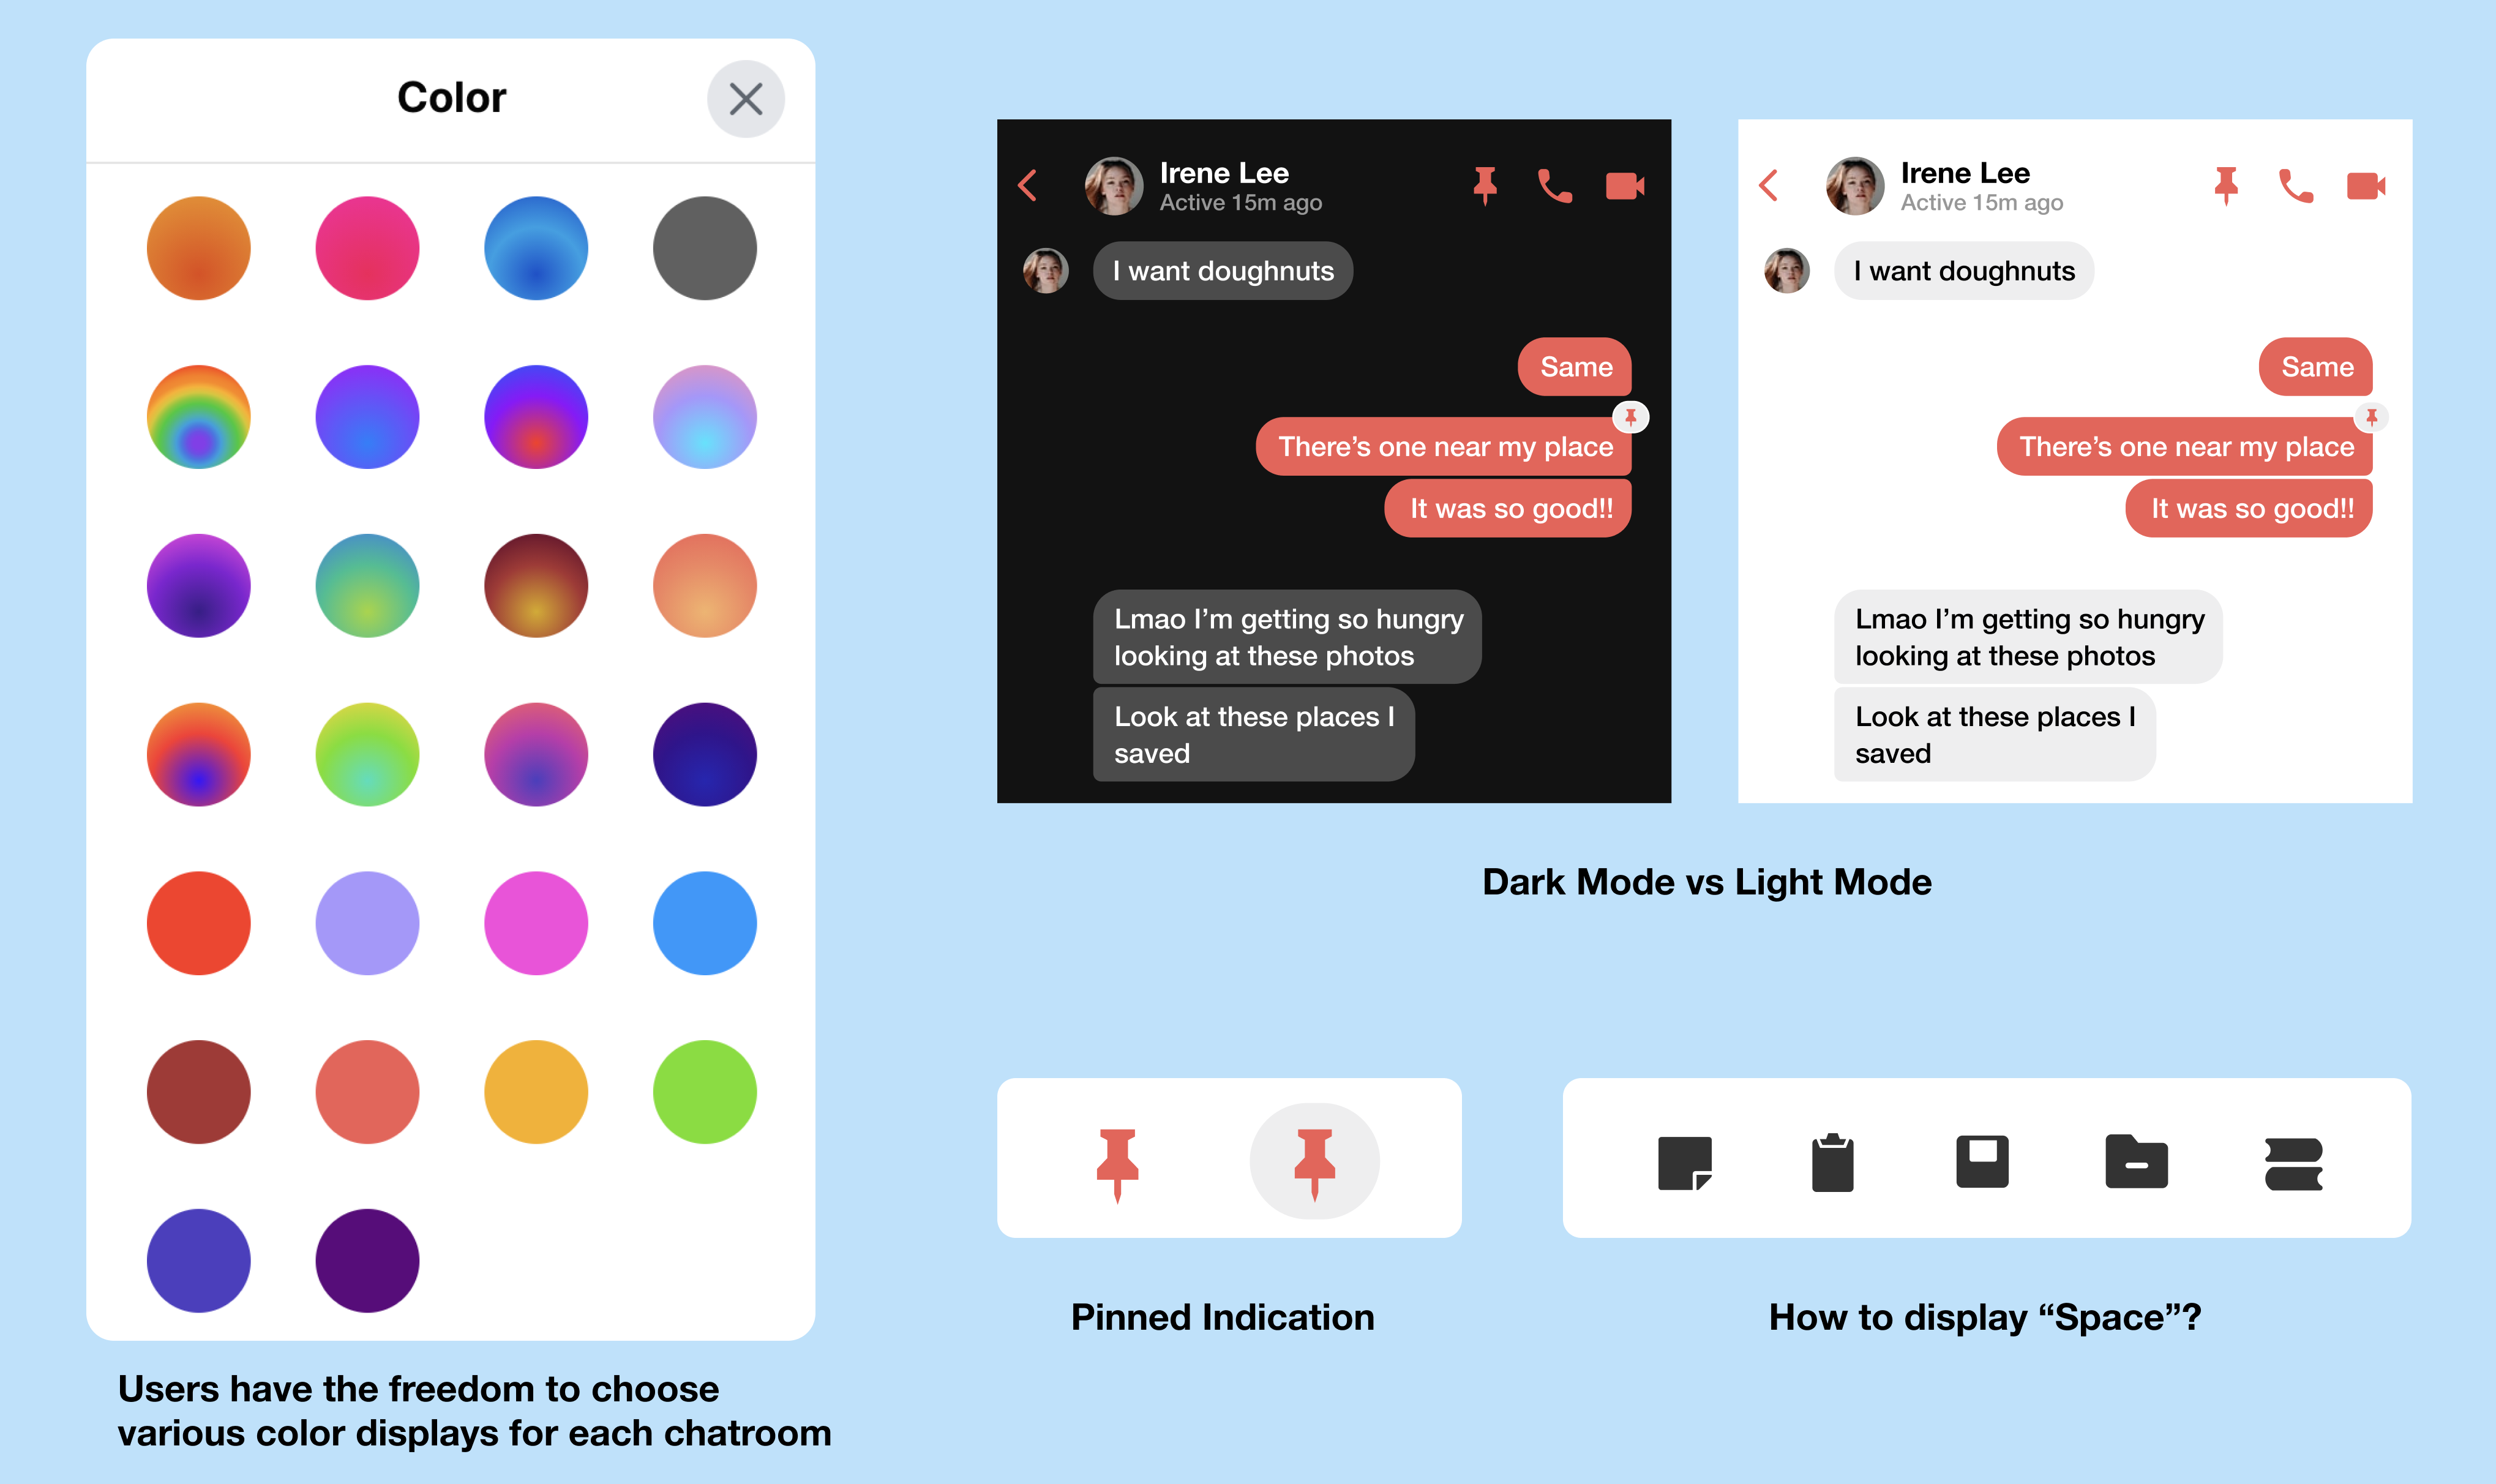 Color
Users have the freedom to choose
various color displays for each chatroom
Irene Lee
Active 15m ago
I want doughnuts
Same
There’s one near my place
It was so good!!
Lmao I’m getting so hungry
looking at these photos
Look at these places I
saved
Irene Lee
Active 15m ago
I want doughnuts
Same
There’s one near my place
It was so good!!
Lmao I’m getting so hungry
looking at these photos
Look at these places I
saved
Dark Mode vs Light Mode
Pinned Indication
How to display “Space”?